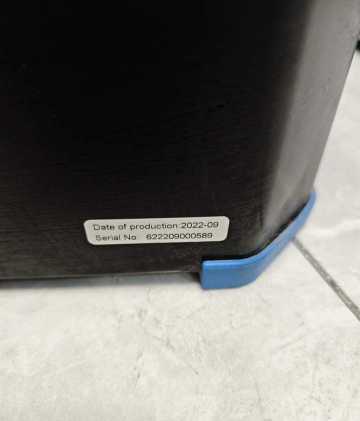 Date of production:2022-09
Serial No 622209000589